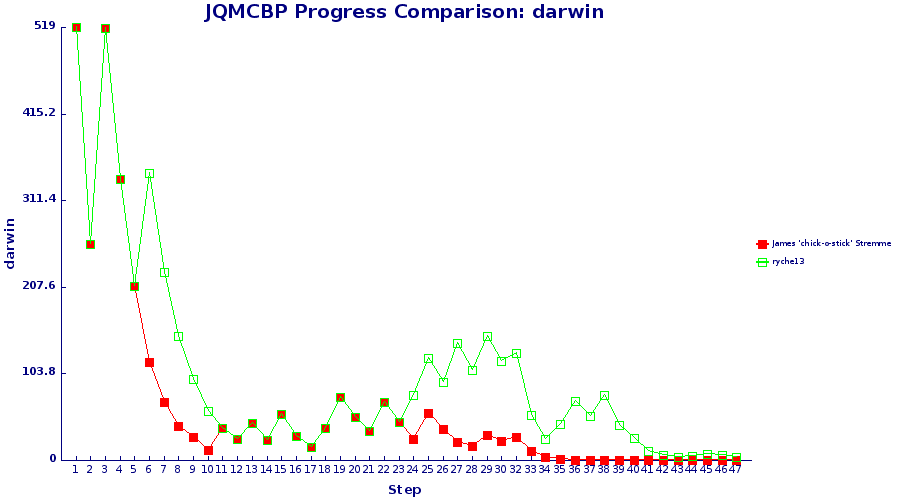 JQMCBP Progress Comparison: darwin
519
415.2
311.4
207.6
103.8
0
darwin
1 2 3 4 5 6 7 8 9 10 11 12 13 14 15 16 17 18 19 20 21 22 23 24 25 26 27 28 29 30 31 32 33 34 35 36 37 38 39 40 41 42 43 44 45 46 47
Step
James 'chick-o-stick' Stremme
ryche13